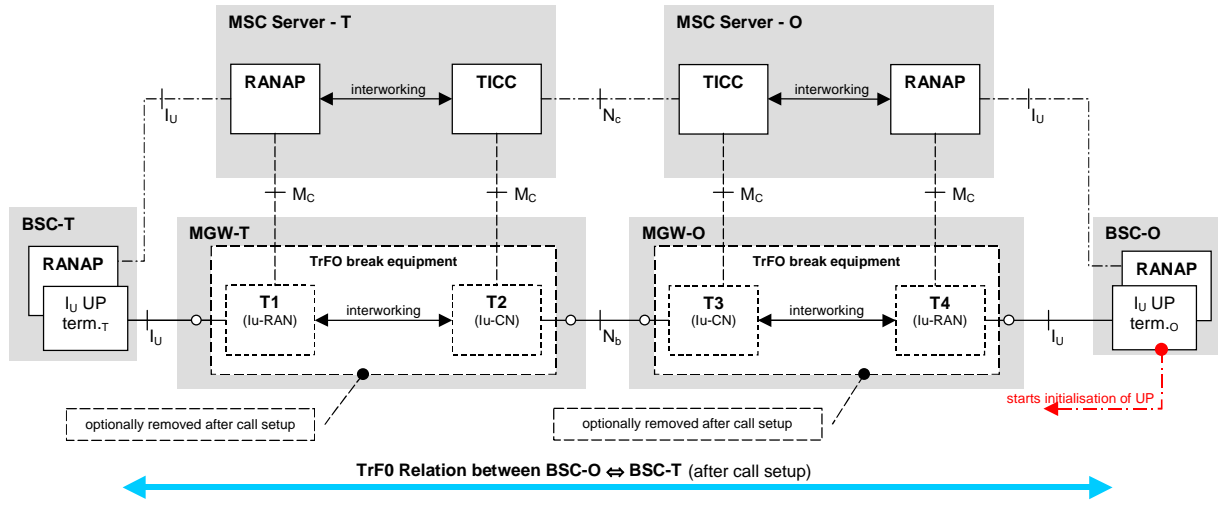 MSC Server - T
MSC Server - O
RANAP
interworking
TICC
TICC
interworking
RANAP
IU
Nc
IU
MC
MC
MC
MC
BSC-T
MGW-T
MGW-O
BSC-O
RANAP
TrFO break equipment
TrFO break equipment
RANAP
IU UP
term.T
T1
(Iu-RAN)
interworking
T2
(Iu-CN)
T3
(Iu-CN)
interworking
T4
(Iu-RAN)
IU UP
term.O
IU
Nb
IU
starts initialisation of UP
optionally removed after call setup
optionally removed after call setup
TrF0 Relation between BSC-O ⇔ BSC-T (after call setup)